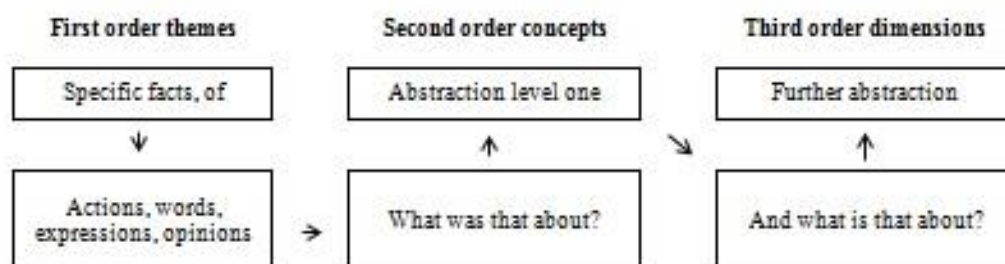 First order themes
Second order concepts
Third order dimensions
Specific facts, of
Abstraction level one
Further abstraction
Actions, words,
expressions, opinions
What was that about?
And what is that about?